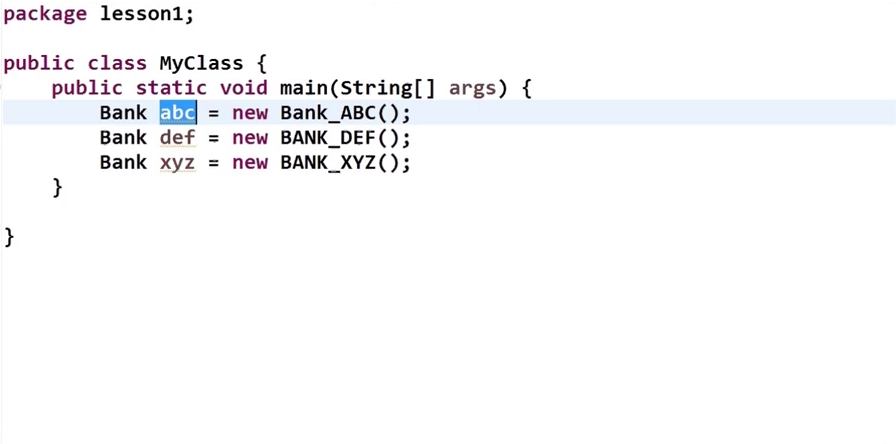 package lesson1;
public class MyClass {
public static void main(String[] args) {
Bank abc = new Bank_ABC();
Bank def = new BANK_DEF();
Bank xyz = new BANK_XYZ();
}
}